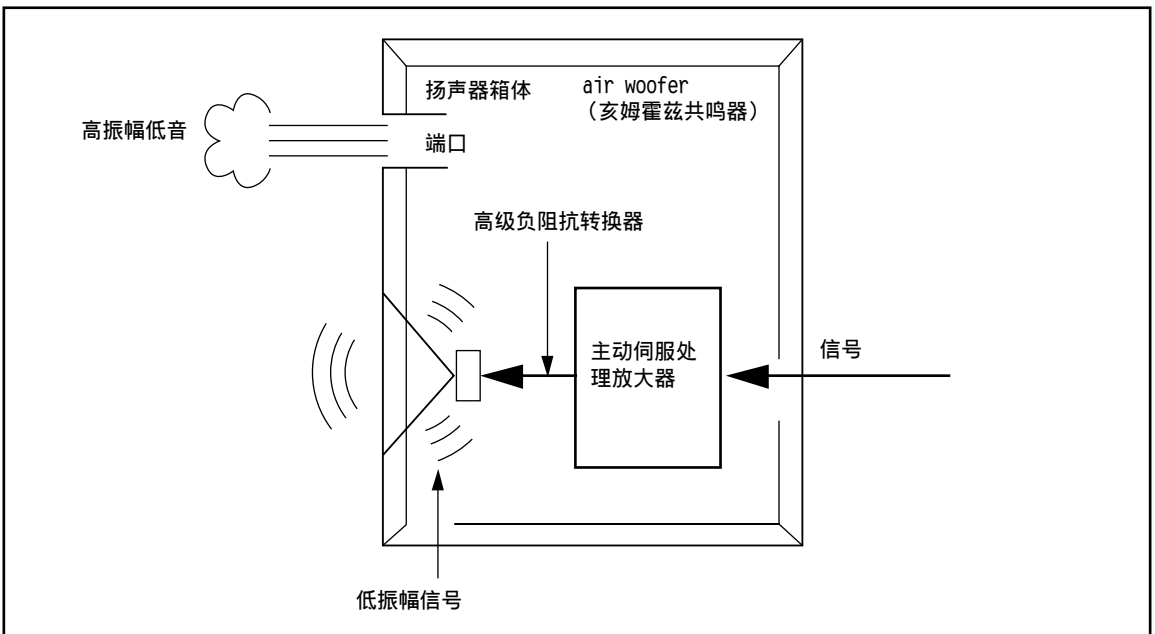 扬声器箱体
air woofer
（亥姆霍兹共鸣器）
高振幅低音
端口
高级负阻抗转换器
主动伺服处
理放大器
信号
低振幅信号